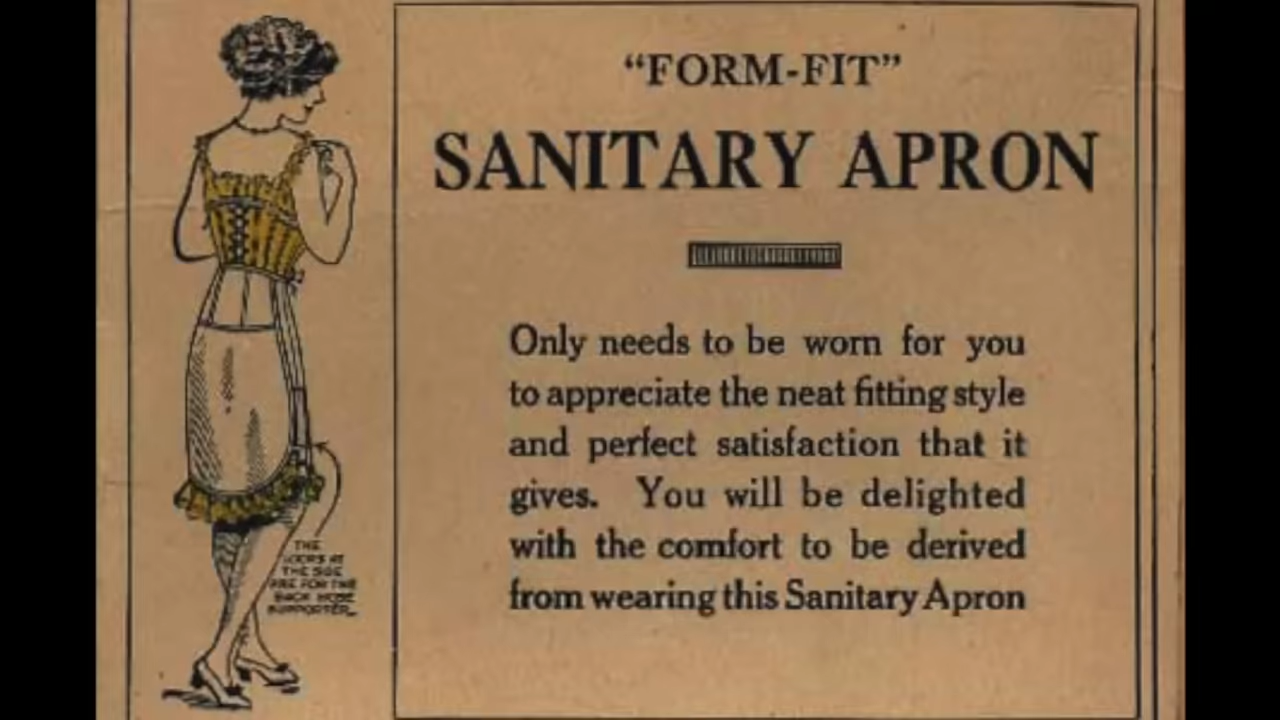 "FORM-FIT"
SANITARY APRON
Only needs to be worn for you
to appreciate the neat fitting style
and perfect satisfaction that it
gives. You will be delighted
with the comfort to be derived
from wearing this Sanitary Apron
THE
LOOPS AT
THE SIDE
ARE FOR THE
BACK HOSE
SUPPORTER